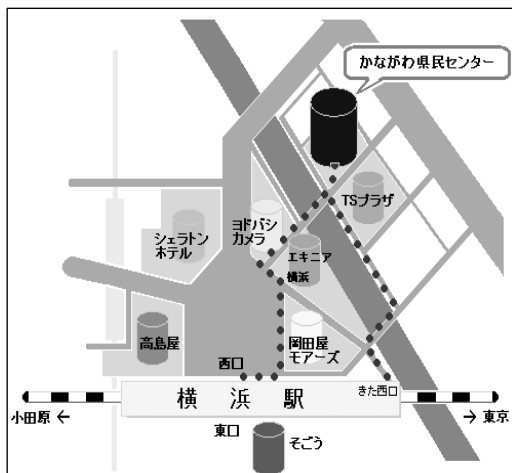 かながわ県民センター
TSプラザ
ヨドバシ
カメラ
シェラトン
ホテル
エキニア
横浜
高島屋
岡田屋
モアーズ
西口
きた西口
横浜駅
小田原 ←
→ 東京
東口
そごう